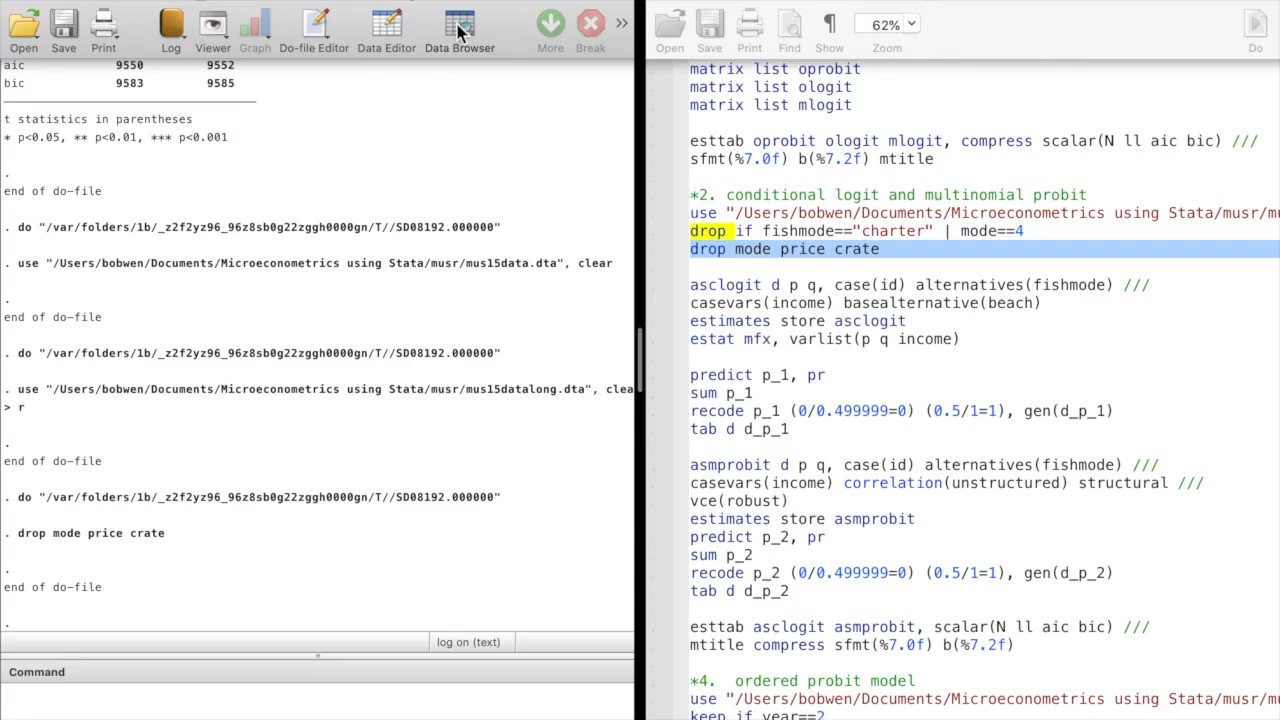 Open Save Print Log Viewer Graph Do-file Editor Data Editor Data Browser More Break »
aic 9550 9552
bic 9583 9585
t statistics in parentheses
* p<0.05, ** p<0.01, *** p<0.001
.
end of do-file
. do "/var/folders/1b/_z2f2yz96_96z8sb0g22zggh0000gn/T//SD08192.000000"
. use "/Users/bobwen/Documents/Microeconometrics using Stata/musr/mus15data.dta", clear
.
end of do-file
. do "/var/folders/1b/_z2f2yz96_96z8sb0g22zggh0000gn/T//SD08192.000000"
. use "/Users/bobwen/Documents/Microeconometrics using Stata/musr/mus15datalong.dta", clea
> r
.
end of do-file
. do "/var/folders/1b/_z2f2yz96_96z8sb0g22zggh0000gn/T//SD08192.000000"
. drop mode price crate
.
end of do-file
.
log on (text)
Command
Open Save Print Find Show 62% Zoom Do
matrix list oprobit
matrix list ologit
matrix list mlogit
esttab oprobit ologit mlogit, compress scalar(N ll aic bic) ///
sfmt(%7.0f) b(%7.2f) mtitle
*2. conditional logit and multinomial probit
use "/Users/bobwen/Documents/Microeconometrics using Stata/musr/mu
drop if fishmode=="charter" | mode==4
drop mode price crate
asclogit d p q, case(id) alternatives(fishmode) ///
casevars(income) basealternative(beach)
estimates store asclogit
estat mfx, varlist(p q income)
predict p_1, pr
sum p_1
recode p_1 (0/0.499999=0) (0.5/1=1), gen(d_p_1)
tab d d_p_1
asmprobit d p q, case(id) alternatives(fishmode) ///
casevars(income) correlation(unstructured) structural ///
vce(robust)
estimates store asmprobit
predict p_2, pr
sum p_2
recode p_2 (0/0.499999=0) (0.5/1=1), gen(d_p_2)
tab d d_p_2
esttab asclogit asmprobit, scalar(N ll aic bic) ///
mtitle compress sfmt(%7.0f) b(%7.2f)
*4. ordered probit model
use "/Users/bobwen/Documents/Microeconometrics using Stata/musr/mu
keep if year==2